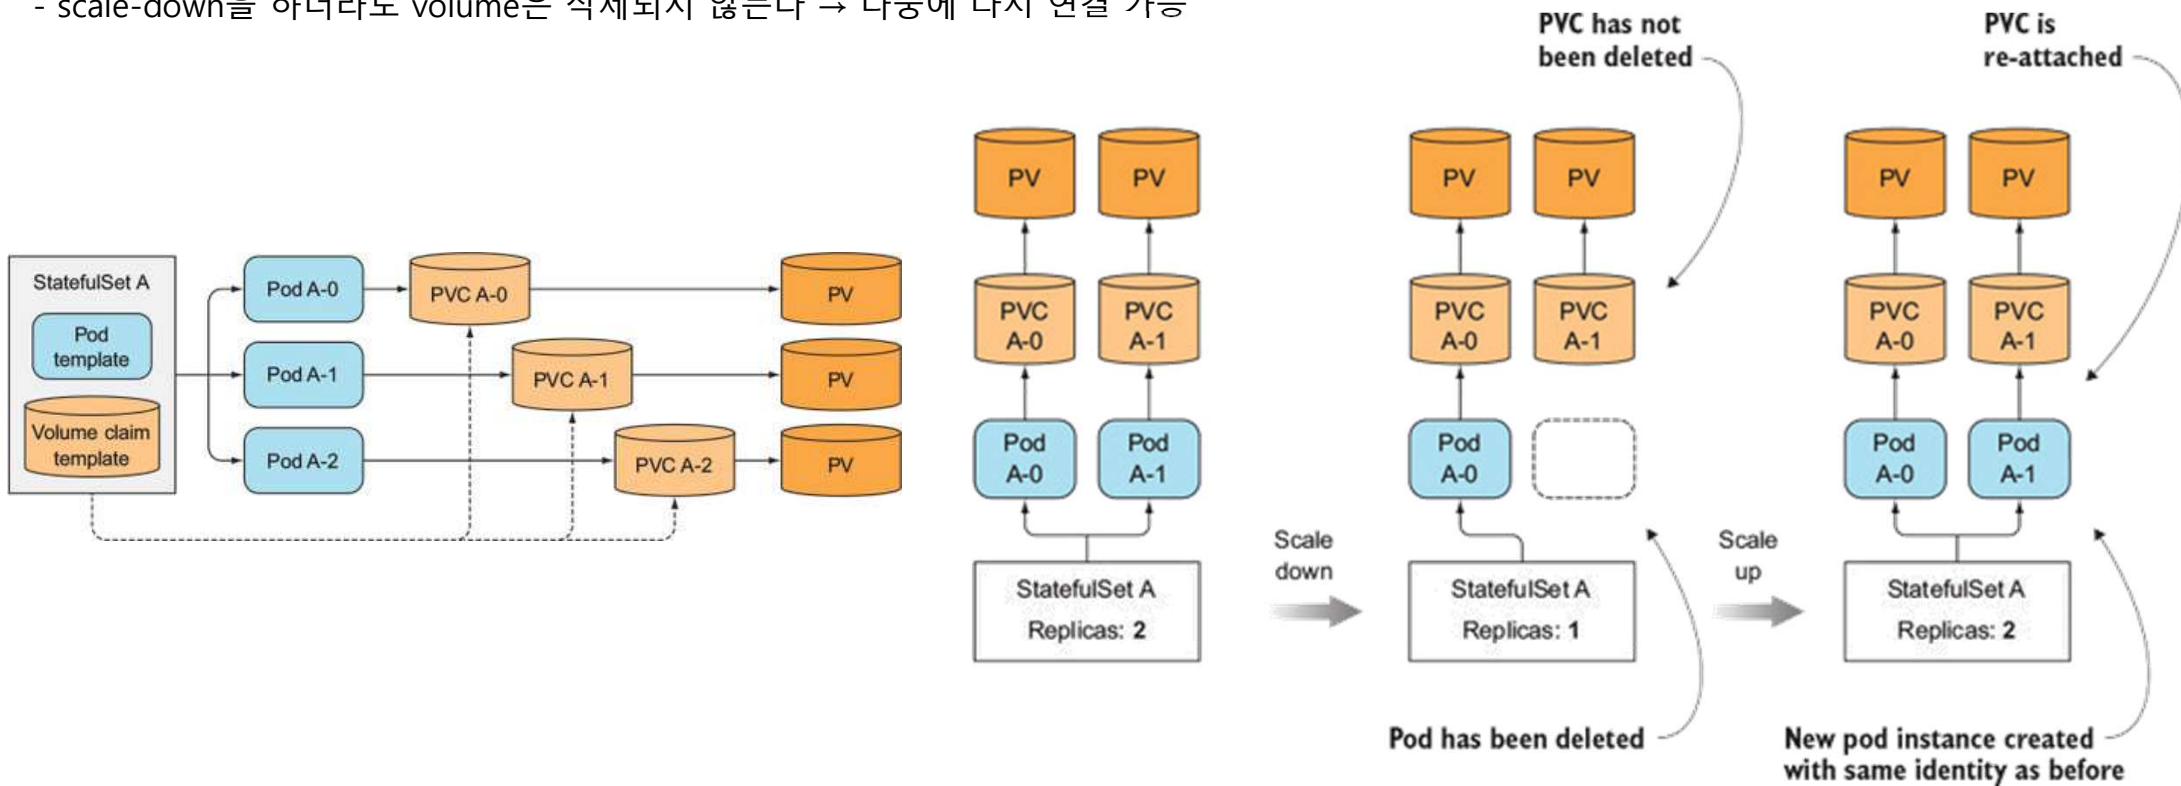 - scale-down을 하더라도 volume은 삭제되지 않는다 → 나중에 다시 연결 가능
StatefulSet A
Pod
template
Volume claim
template
Pod A-0
PVC A-0
PV
Pod A-1
PVC A-1
PV
Pod A-2
PVC A-2
PV
PV
PV
PVC
A-0
PVC
A-1
Pod
A-0
Pod
A-1
StatefulSet A
Replicas: 2
Scale
down
PVC has not
been deleted
PV
PV
PVC
A-0
PVC
A-1
Pod
A-0
StatefulSet A
Replicas: 1
Pod has been deleted
Scale
up
PVC is
re-attached
PV
PV
PVC
A-0
PVC
A-1
Pod
A-0
Pod
A-1
StatefulSet A
Replicas: 2
New pod instance created
with same identity as before